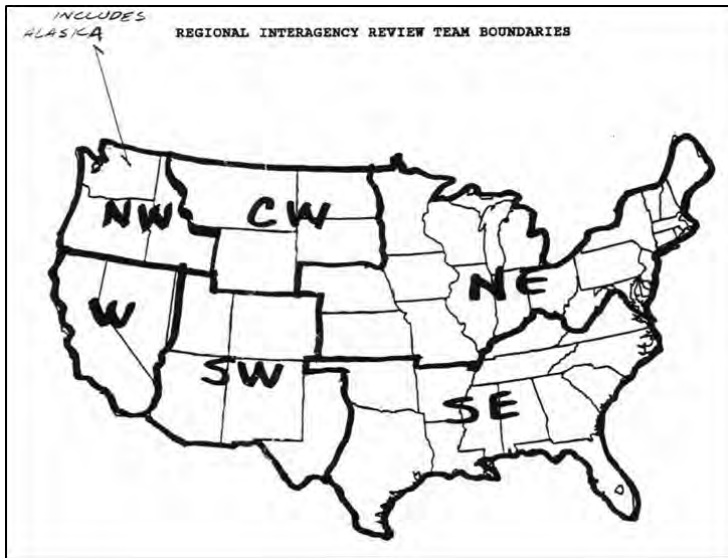 INCLUDES
ALASKA
REGIONAL INTERAGENCY REVIEW TEAM BOUNDARIES
NW
CW
NE
W
SW
SE